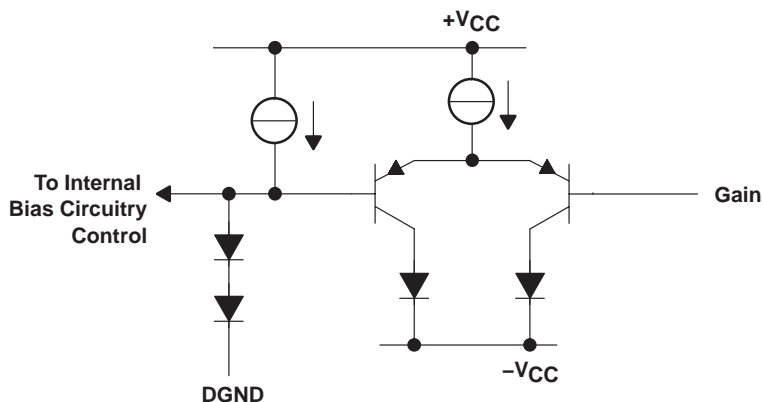 +VCC
To Internal
Bias Circuitry
Control
Gain
−VCC
DGND